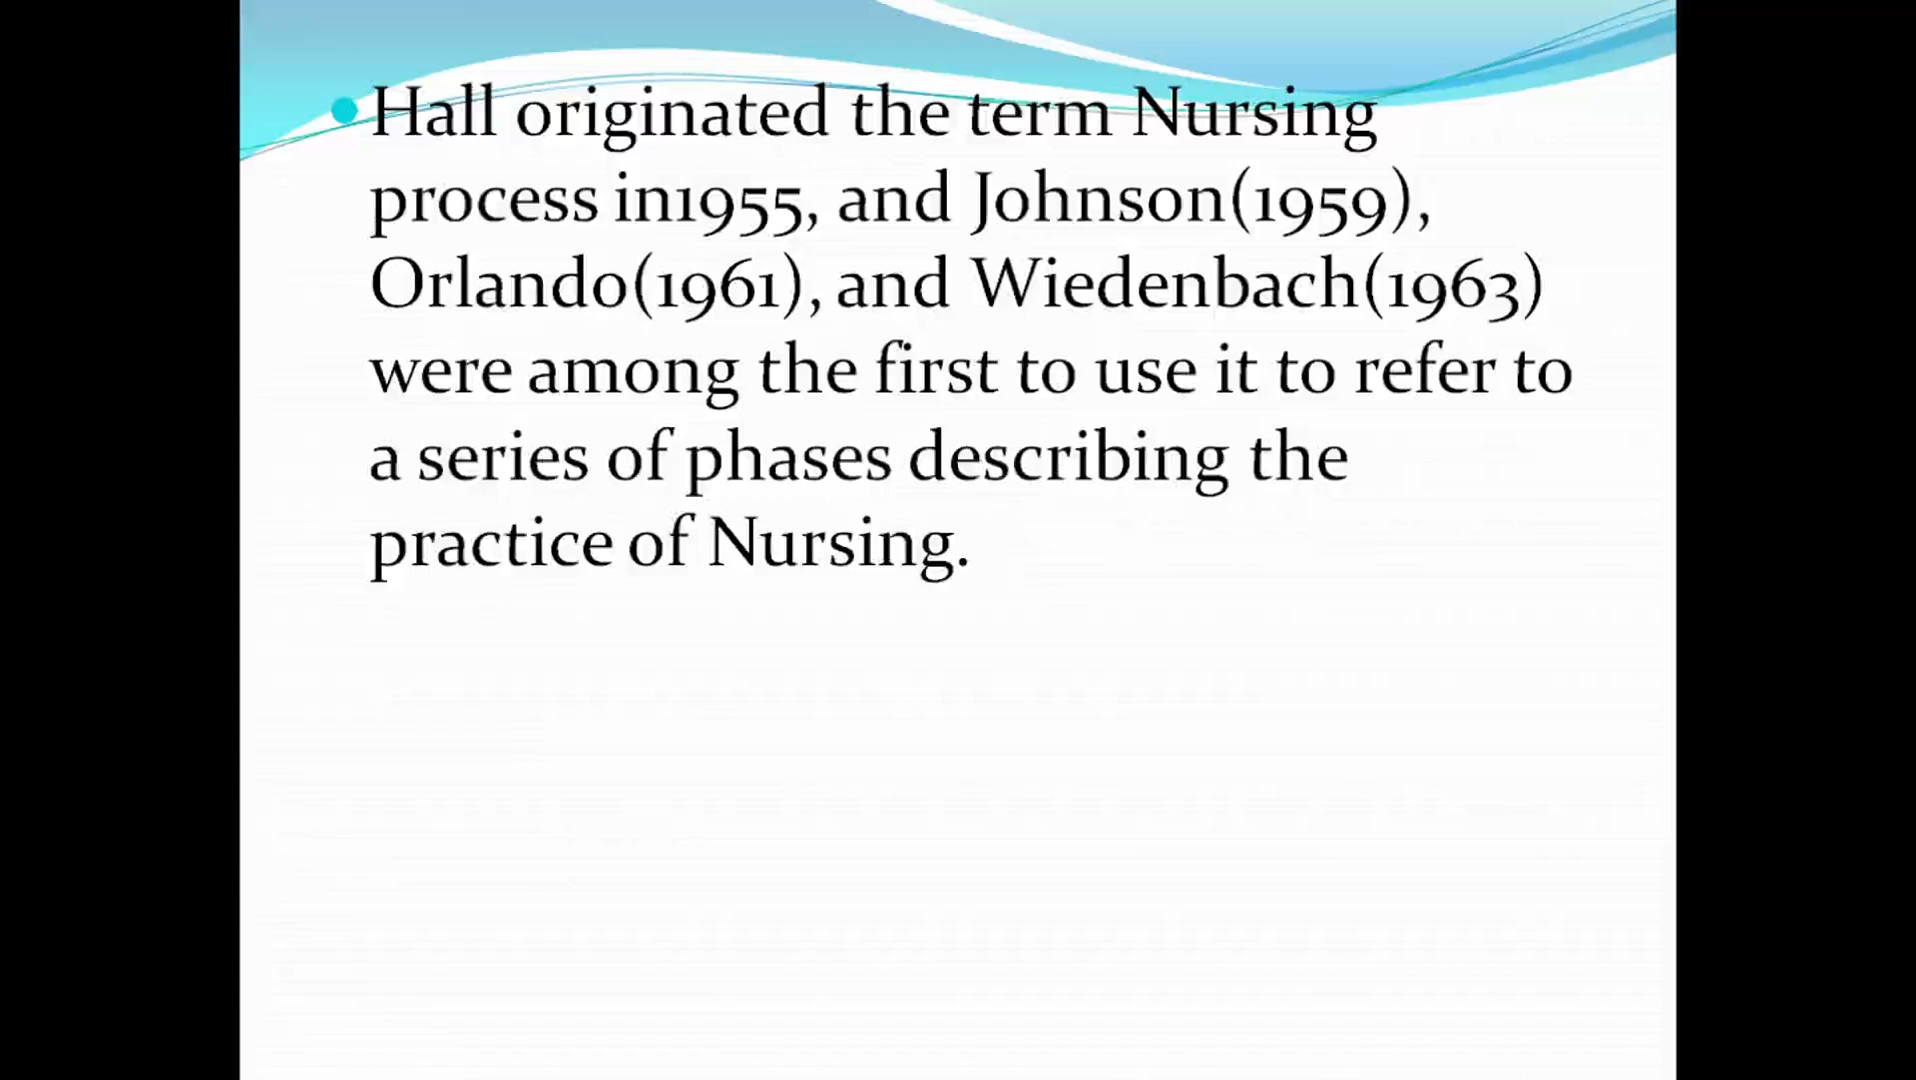 • Hall originated the term Nursing
process in1955, and Johnson(1959),
Orlando(1961), and Wiedenbach(1963)
were among the first to use it to refer to
a series of phases describing the
practice of Nursing.